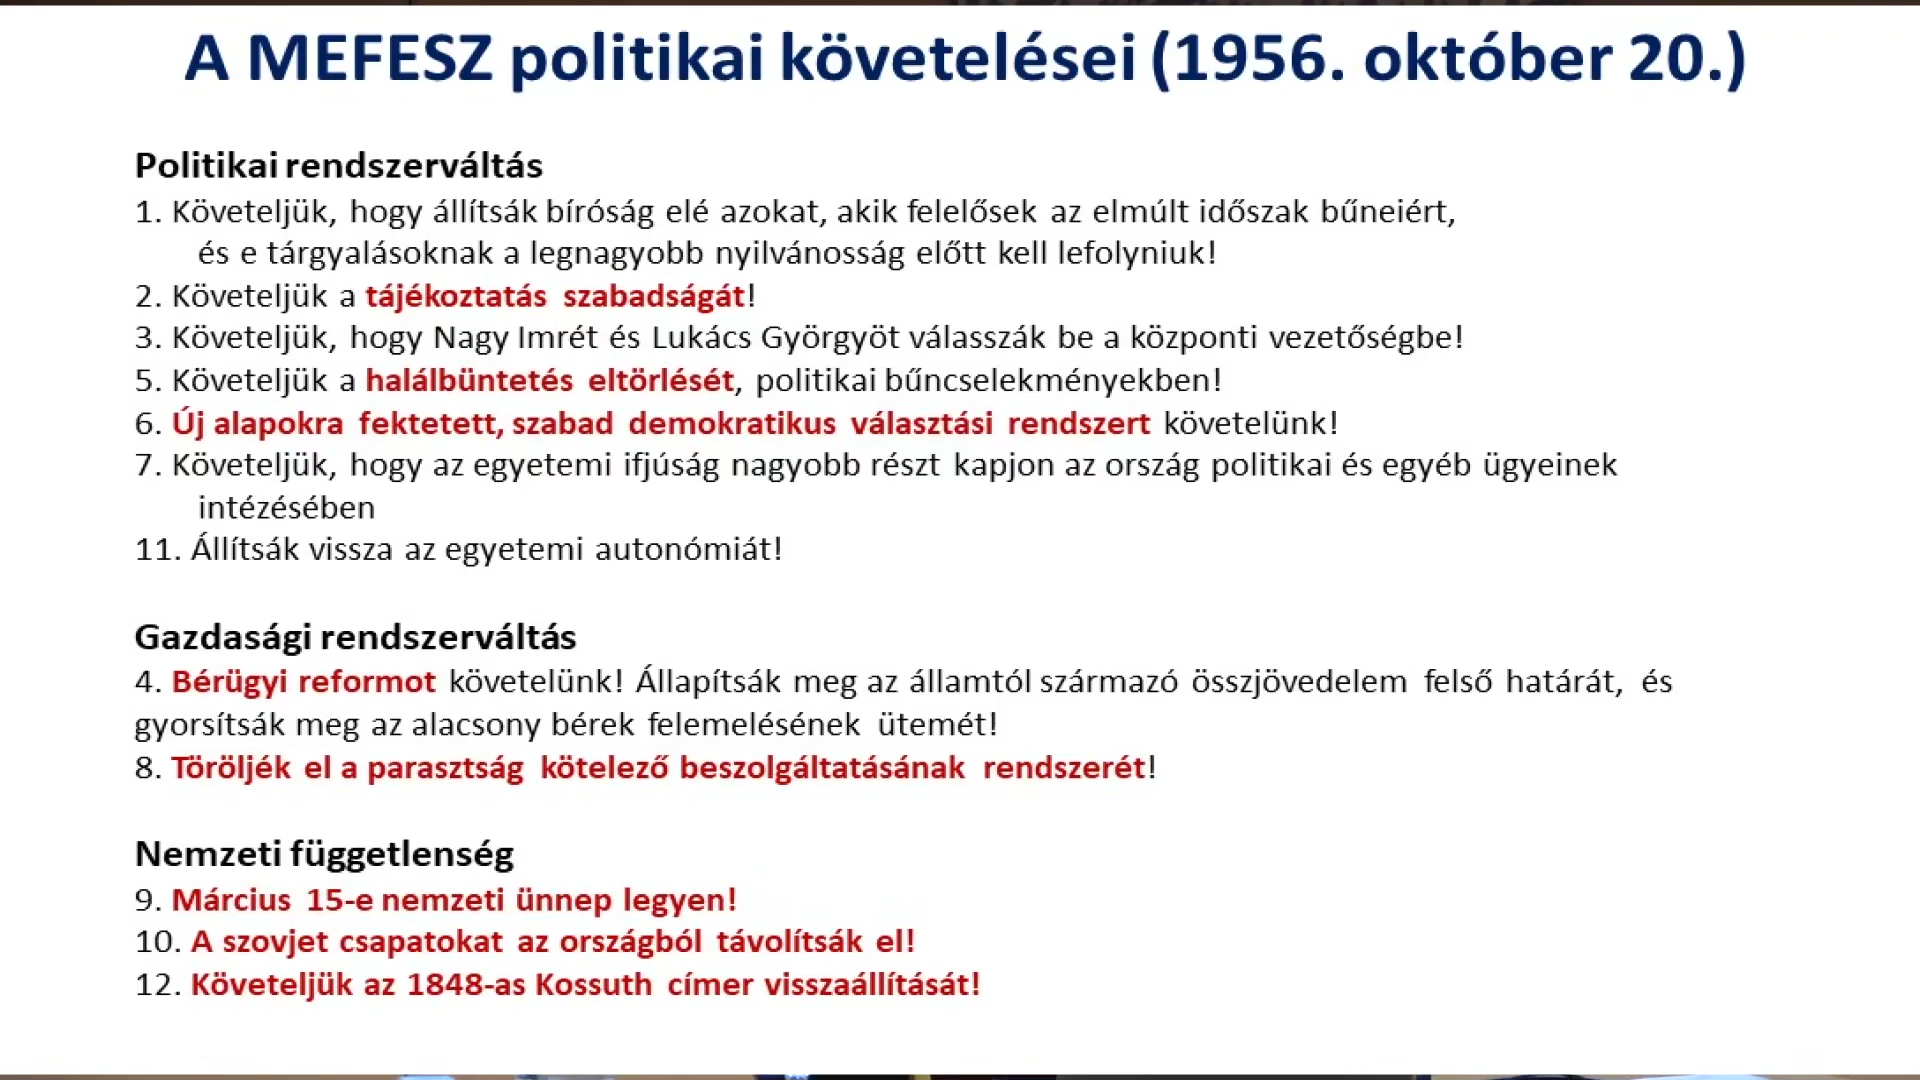 A MEFESZ politikai követelései (1956. október 20.)
Politikai rendszerváltás
1. Követeljük, hogy állítsák bíróság elé azokat, akik felelősek az elmúlt időszak bűneiért,
és e tárgyalásoknak a legnagyobb nyilvánosság előtt kell lefolyniuk!
2. Követeljük a tájékoztatás szabadságát!
3. Követeljük, hogy Nagy Imrét és Lukács Györgyöt válasszák be a központi vezetőségbe!
5. Követeljük a halálbüntetés eltörlését, politikai bűncselekményekben!
6. Új alapokra fektetett, szabad demokratikus választási rendszert követelünk!
7. Követeljük, hogy az egyetemi ifjúság nagyobb részt kapjon az ország politikai és egyéb ügyeinek
intézésében
11. Állítsák vissza az egyetemi autonómiát!
Gazdasági rendszerváltás
4. Bérügyi reformot követelünk! Állapítsák meg az államtól származó összjövedelem felső határát, és
gyorsítsák meg az alacsony bérek felemelésének ütemét!
8. Töröljék el a parasztság kötelező beszolgáltatásának rendszerét!
Nemzeti függetlenség
9. Március 15-e nemzeti ünnep legyen!
10. A szovjet csapatokat az országból távolítsák el!
12. Követeljük az 1848-as Kossuth címer visszaállítását!